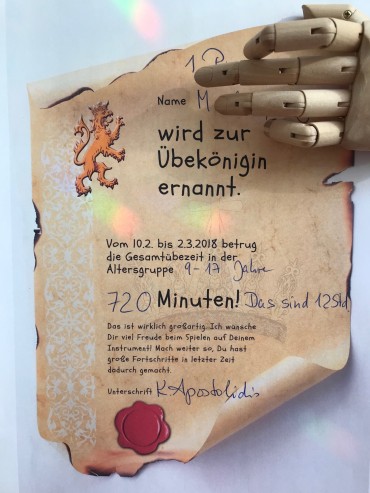 1. P
Name M
wird zur
Übekönigin
ernannt.
Vom 10.2. bis 2.3.2018 betrug
die Gesamtübezeit in der
Altersgruppe 9-17 Jahre
720 Minuten! Das sind 12Std
Das ist wirklich großartig. Ich wünsche
Dir viel Freude beim Spielen auf Deinem
Instrument! Mach weiter so, Du hast
große Fortschritte in letzter Zeit
dadurch gemacht.
Unterschrift K. Apostolidis